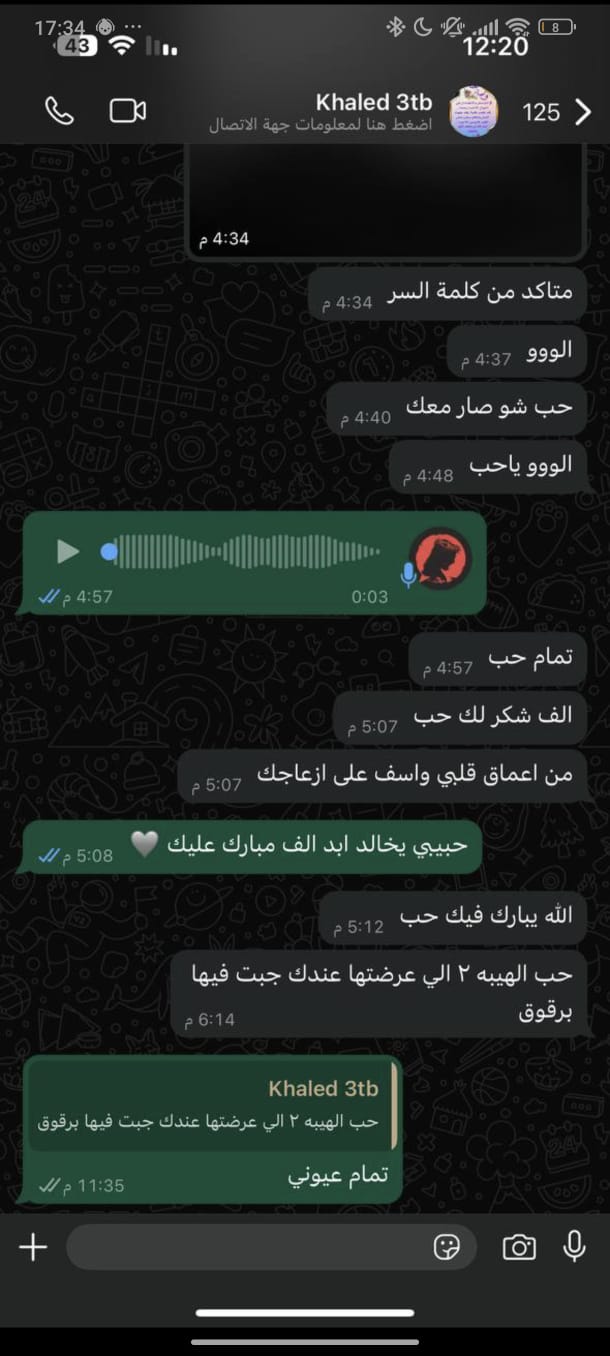 17:34
8
43
12:20
Khaled 3tb
125
اضغط هنا لمعلومات جهة الاتصال
4:34 م
متاكد من كلمة السر
4:34 م
الووو
4:37 م
حب شو صار معك
4:40 م
الووو ياحب
4:48 م
0:03
4:57 م
تمام حب
4:57 م
الف شكر لك حب
5:07 م
من اعماق قلبي واسف على ازعاجك
5:07 م
حبيبي يخالد ابد الف مبارك عليك 🩶
5:08 م
الله يبارك فيك حب
5:12 م
حب الهيبه ٢ الي عرضتها عندك جبت فيها
برقوق
6:14 م
Khaled 3tb
حب الهيبه ٢ الي عرضتها عندك جبت فيها برقوق
تمام عيوني
11:35 م